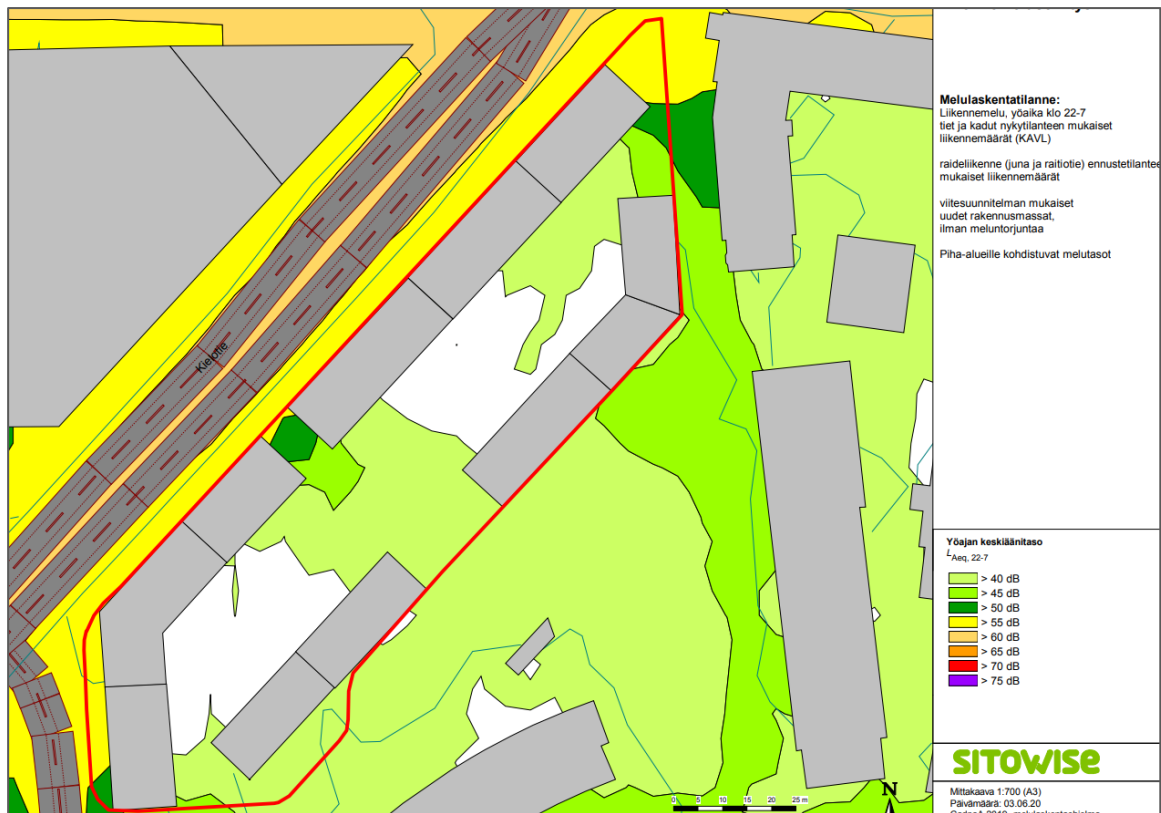 Melulaskentatilanne:
Liikennemelu, yöaika klo 22-7
tiet ja kadut nykytilanteen mukaiset
liikennemäärät (KAVL)
raideliikenne (juna ja raitiotie) ennustetilantee
mukaiset liikennemäärät
viitesuunnitelman mukaiset
uudet rakennusmassat,
ilman meluntorjuntaa
Piha-alueille kohdistuvat melutasot
Kielotie
Yöajan keskiäänitaso
LAeq, 22-7
> 40 dB
> 45 dB
> 50 dB
> 55 dB
> 60 dB
> 65 dB
> 70 dB
> 75 dB
SITOWISE
N
0 5 10 15 20 25 m
Mittakaava 1:700 (A3)
Päivämäärä: 03.06.20